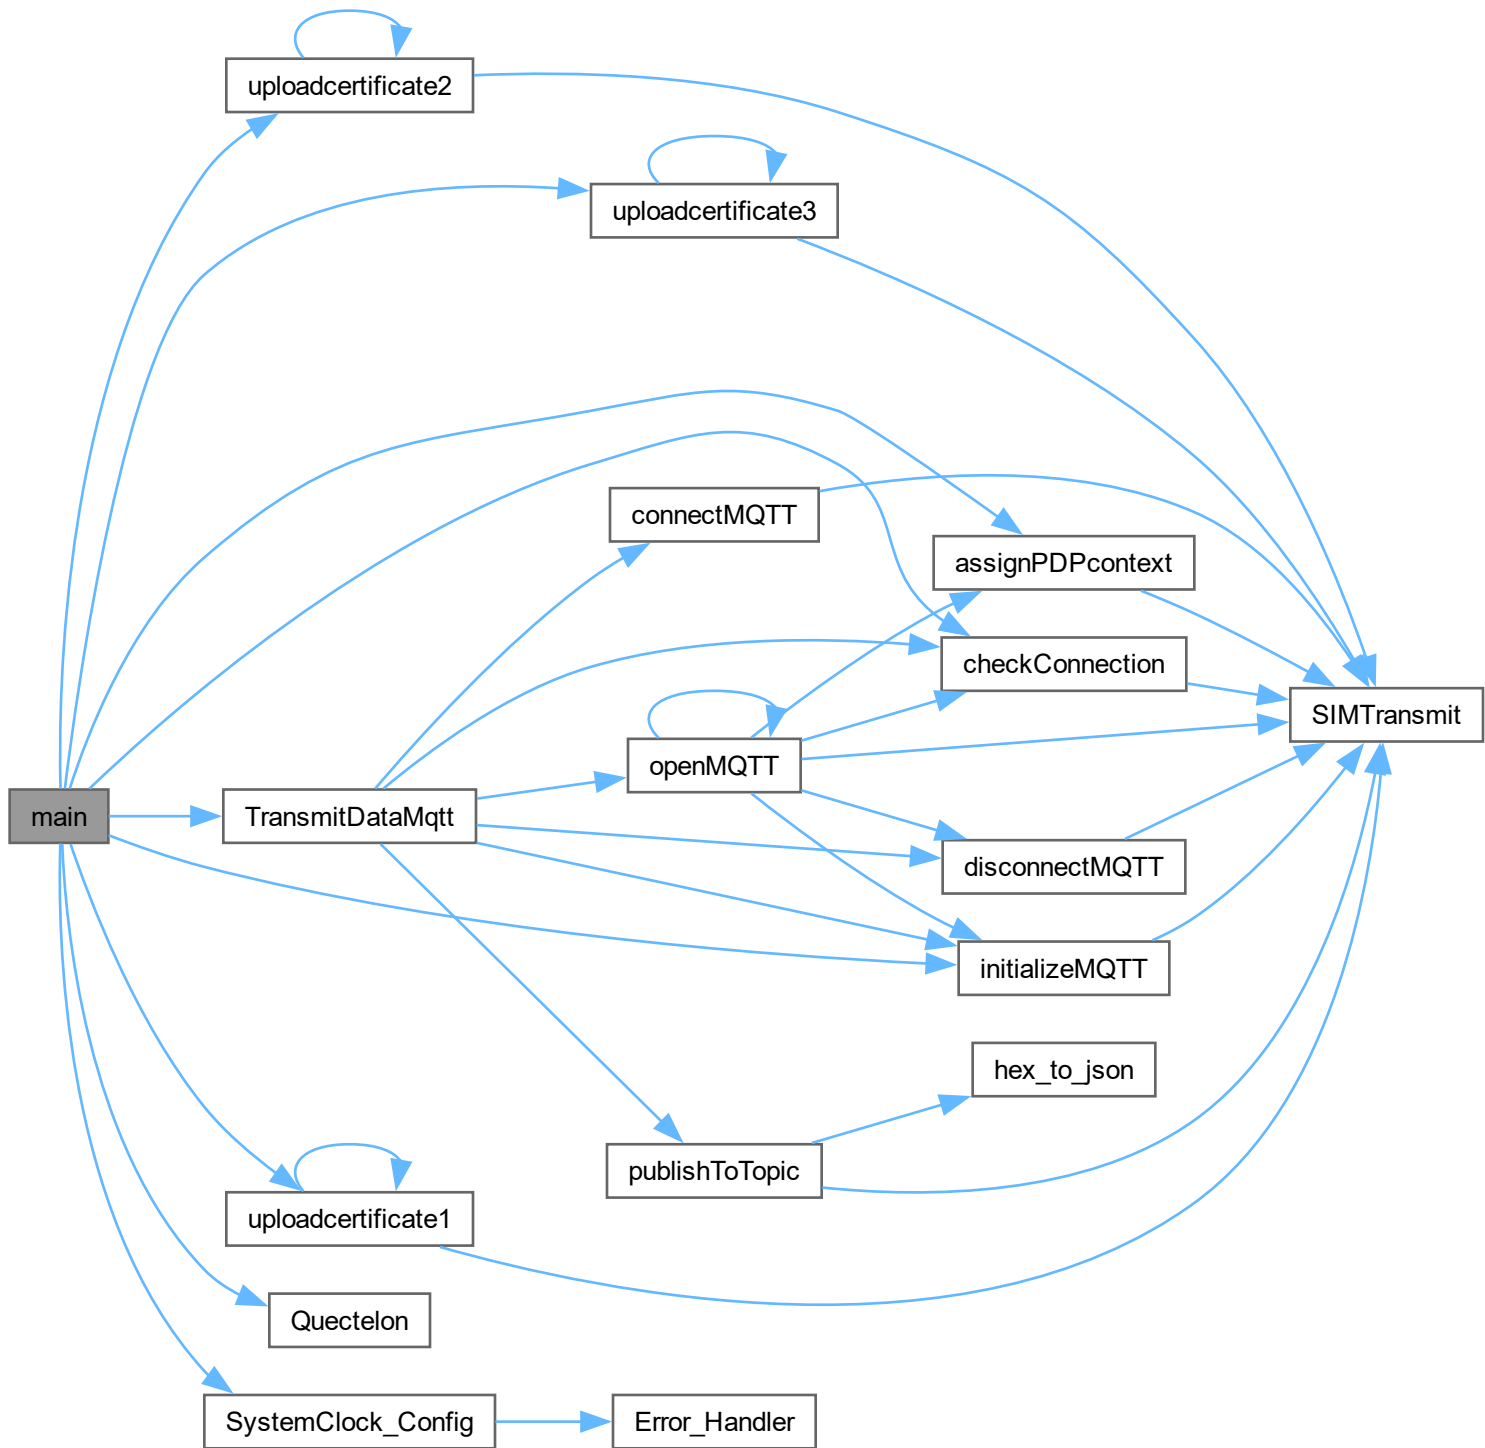 uploadcertificate2
uploadcertificate3
connectMQTT
assignPDPcontext
checkConnection
SIMTransmit
openMQTT
main
TransmitDataMqtt
disconnectMQTT
initializeMQTT
hex_to_json
publishToTopic
uploadcertificate1
Quectelon
SystemClock_Config
Error_Handler